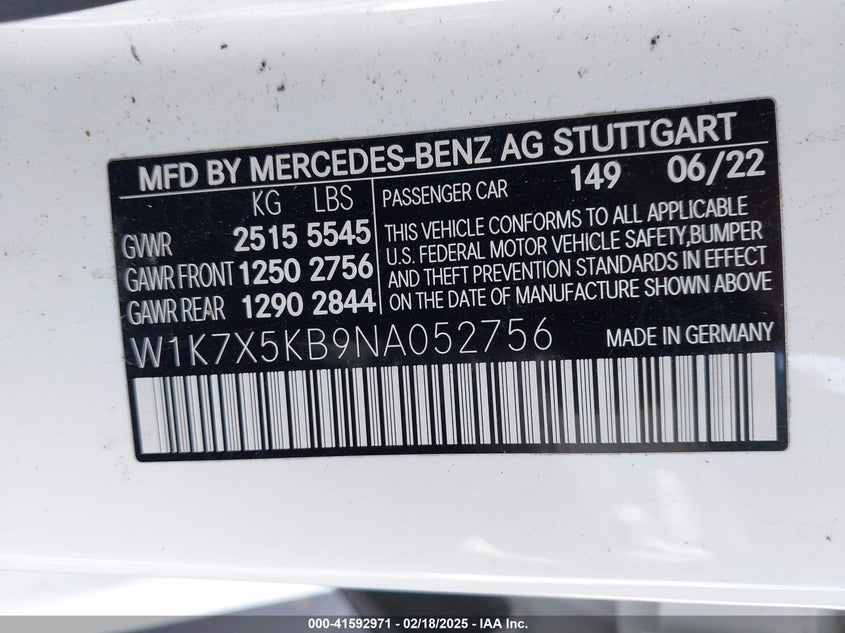 MFD BY MERCEDES-BENZ AG STUTTGART
KG LBS
GVWR 2515 5545
GAWR FRONT 1250 2756
GAWR REAR 1290 2844
PASSENGER CAR 149 06/22
THIS VEHICLE CONFORMS TO ALL APPLICABLE
U.S. FEDERAL MOTOR VEHICLE SAFETY,BUMPER
AND THEFT PREVENTION STANDARDS IN EFFECT
ON THE DATE OF MANUFACTURE SHOWN ABOVE
W1K7X5KB9NA052756 MADE IN GERMANY
000-41592971 - 02/18/2025 - IAA Inc.